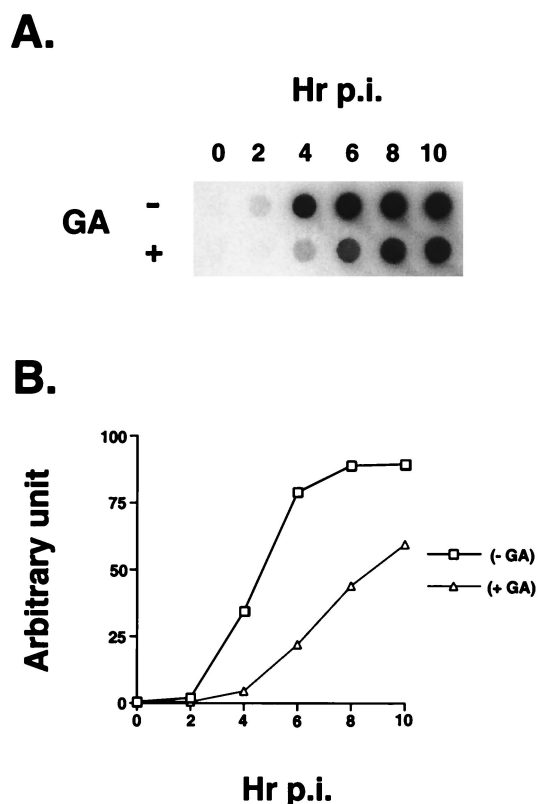 A.
Hr p.i.
0 2 4 6 8 10
GA
-
+
B.
100
75
50
25
0
0 2 4 6 8 10
Arbitrary unit
(- GA)
(+ GA)
Hr p.i.